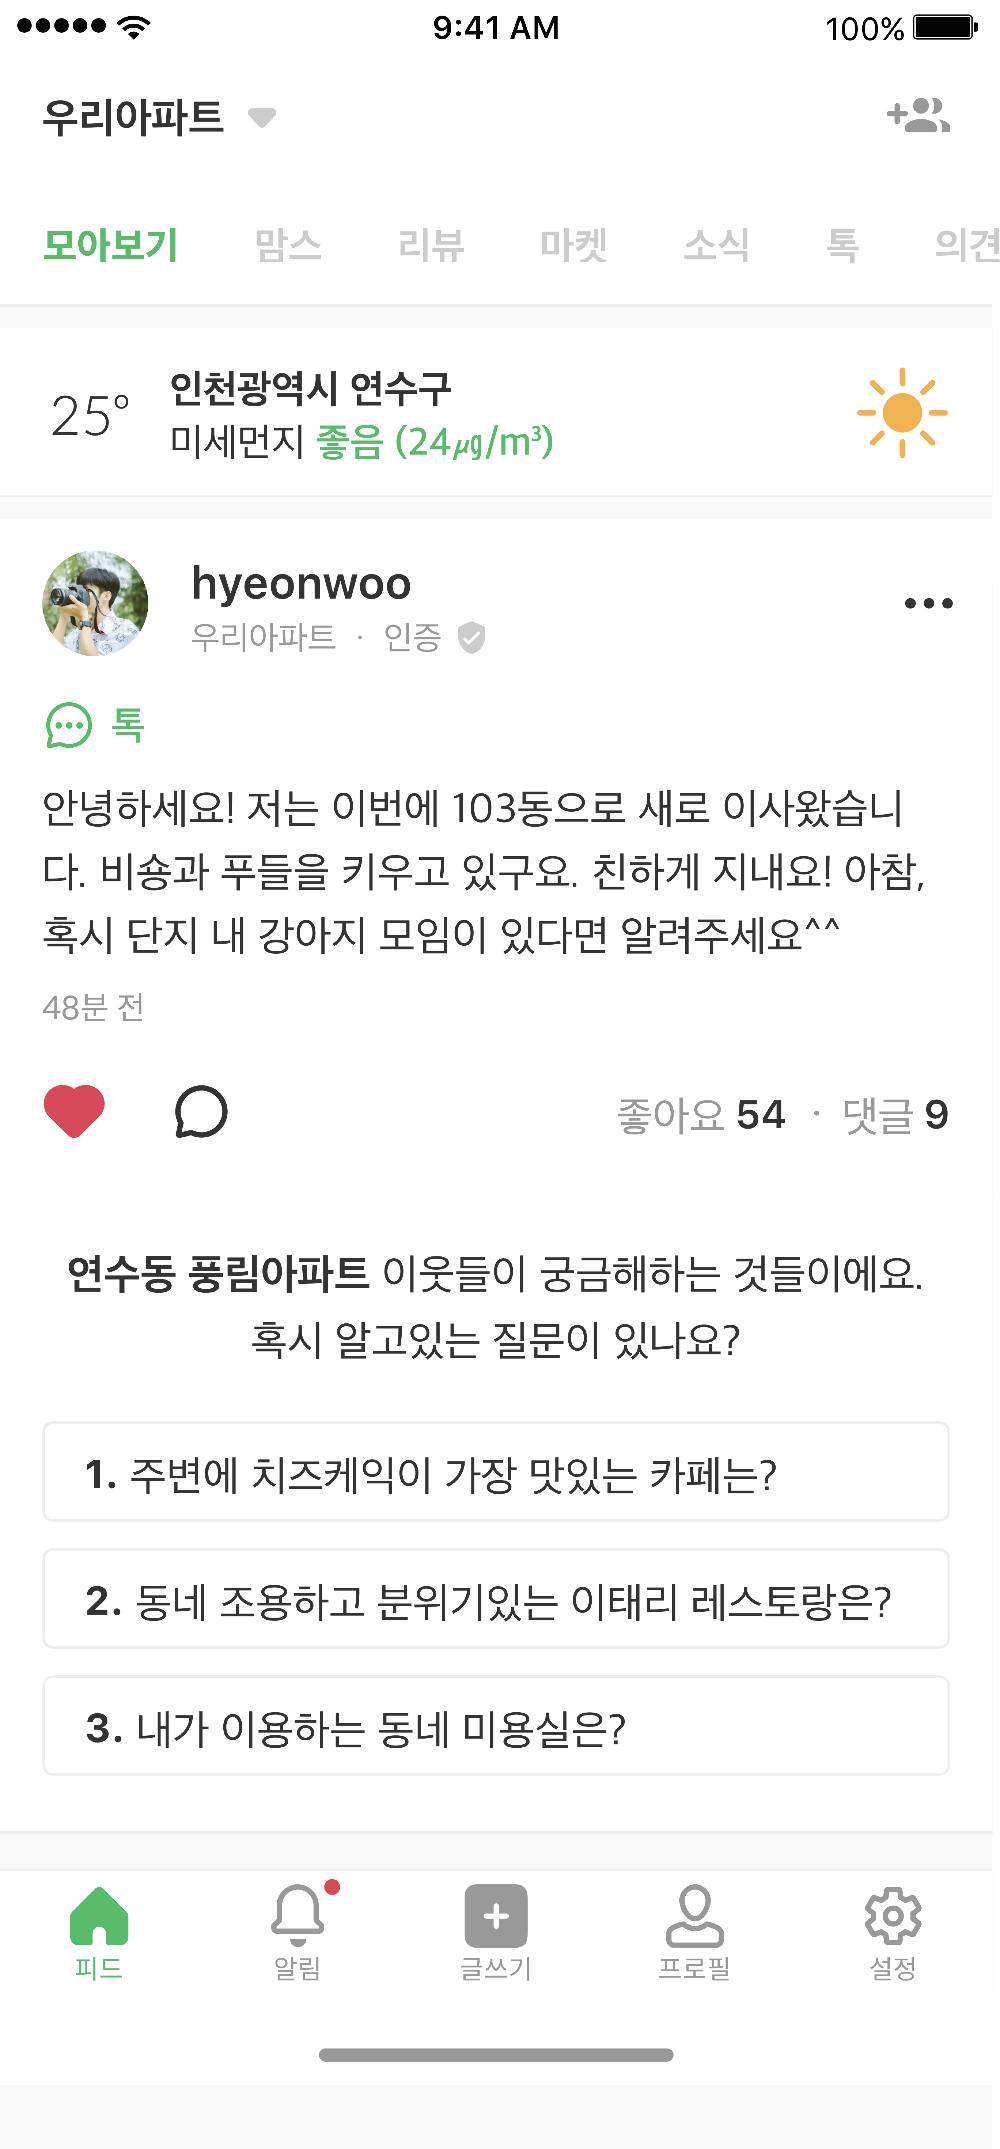 9:41 AM
100%
우리아파트
모아보기 맘스 리뷰 마켓 소식 톡 의견
25°
인천광역시 연수구
미세먼지 좋음 (24㎍/m³)
hyeonwoo
우리아파트 · 인증
톡
안녕하세요! 저는 이번에 103동으로 새로 이사왔습니
다. 비숑과 푸들을 키우고 있구요. 친하게 지내요! 아참,
혹시 단지 내 강아지 모임이 있다면 알려주세요^^
48분 전
좋아요 54 · 댓글 9
연수동 풍림아파트 이웃들이 궁금해하는 것들이에요.
혹시 알고있는 질문이 있나요?
1. 주변에 치즈케익이 가장 맛있는 카페는?
2. 동네 조용하고 분위기있는 이태리 레스토랑은?
3. 내가 이용하는 동네 미용실은?
피드 알림 글쓰기 프로필 설정